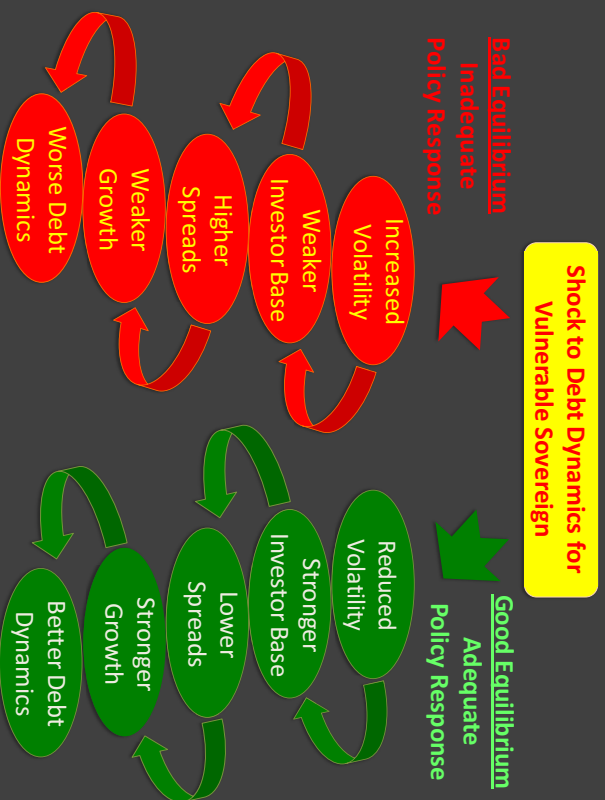 Shock to Debt Dynamics for
Vulnerable Sovereign
Bad Equilibrium
Inadequate
Policy Response
Increased
Volatility
Weaker
Investor Base
Higher
Spreads
Weaker
Growth
Worse Debt
Dynamics
Good Equilibrium
Adequate
Policy Response
Reduced
Volatility
Stronger
Investor Base
Lower
Spreads
Stronger
Growth
Better Debt
Dynamics